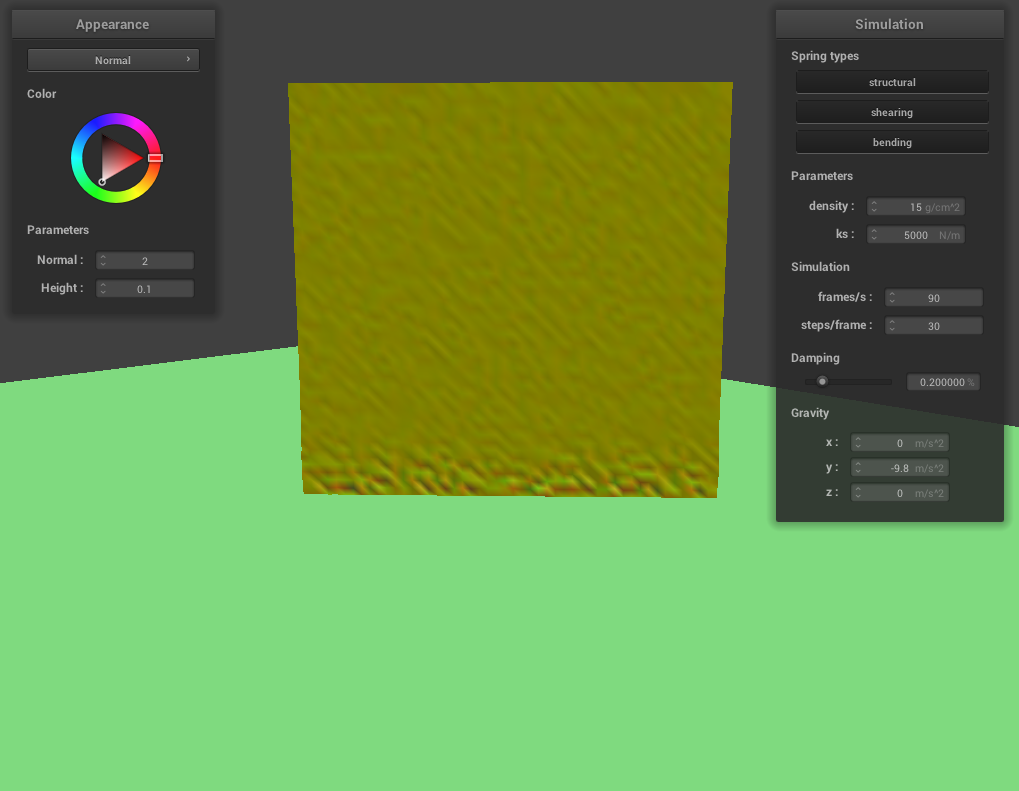 Appearance
Normal
Color
Parameters
Normal : 2
Height : 0.1
Simulation
Spring types
structural
shearing
bending
Parameters
density : 15 g/cm^2
ks : 5000 N/m
Simulation
frames/s : 90
steps/frame : 30
Damping
0.200000 %
Gravity
x : 0 m/s^2
y : -9.8 m/s^2
z : 0 m/s^2